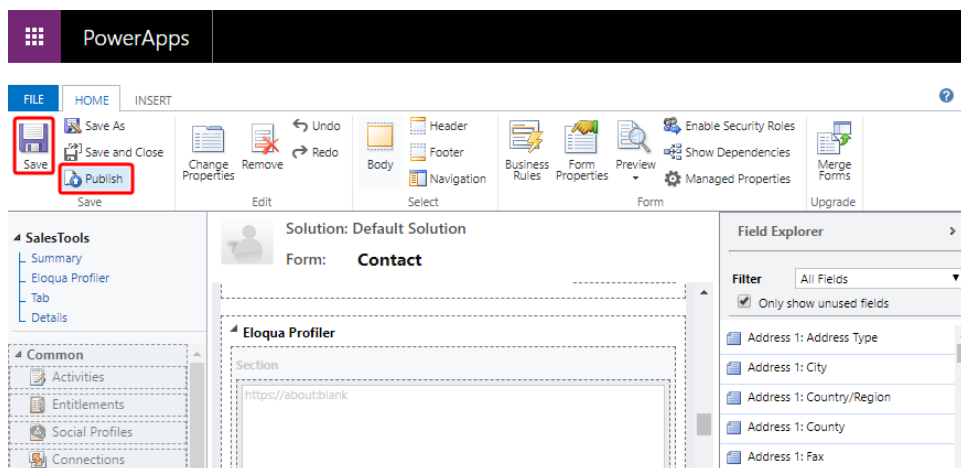 PowerApps
FILE HOME INSERT
Save
Save As
Save and Close
Publish
Save
Change Properties
Remove
Undo
Redo
Edit
Body
Header
Footer
Navigation
Select
Business Rules
Form Properties
Preview
Enable Security Roles
Show Dependencies
Managed Properties
Form
Merge Forms
Upgrade
SalesTools
Summary
Eloqua Profiler
Tab
Details
Common
Activities
Entitlements
Social Profiles
Connections
Solution: Default Solution
Form: Contact
Eloqua Profiler
Section
https://about:blank
Field Explorer
Filter All Fields
Only show unused fields
Address 1: Address Type
Address 1: City
Address 1: Country/Region
Address 1: County
Address 1: Fax